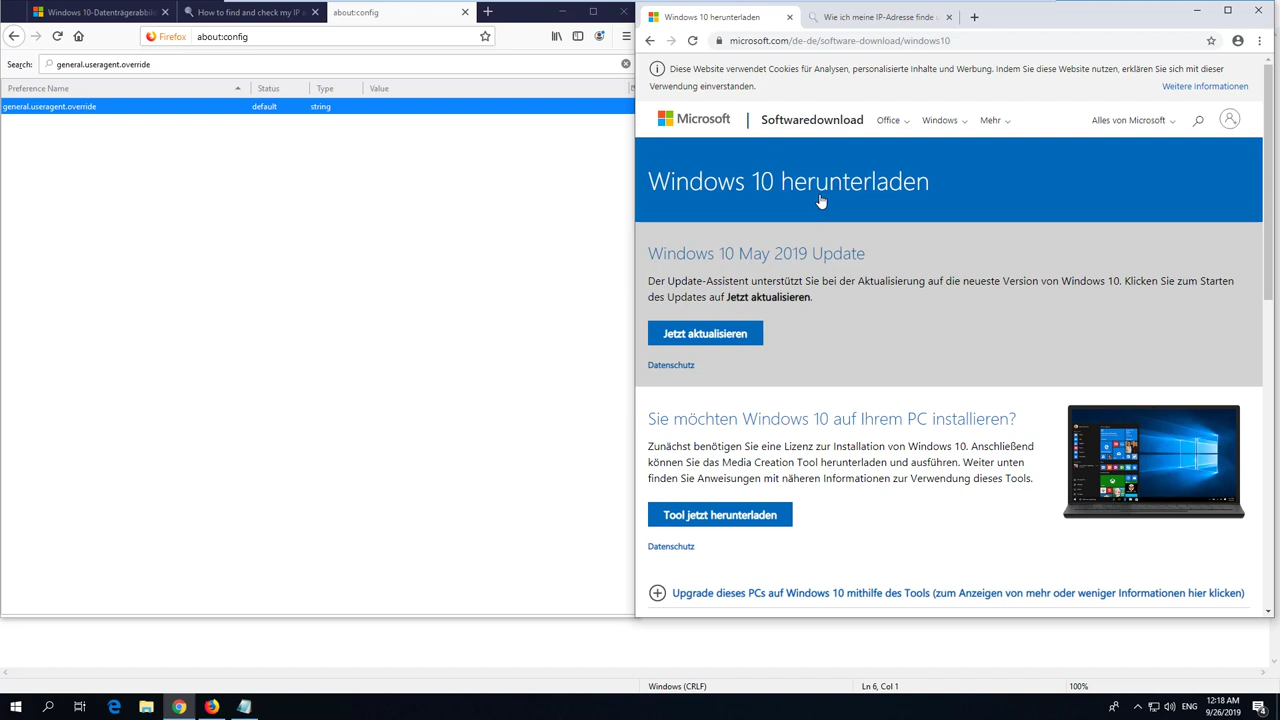 Windows 10-Datenträgerabbil
How to find and check my IP a
about:config
Firefox
about:config
Search:
general.useragent.override
Preference Name
Status
Type
Value
general.useragent.override
default
string
Windows 10 herunterladen
Wie ich meine IP-Adresse finde
microsoft.com/de-de/software-download/windows10
Diese Website verwendet Cookies für Analysen, personalisierte Inhalte und Werbung. Indem Sie diese Website nutzen, erklären Sie sich mit dieser
Verwendung einverstanden.
Weitere Informationen
Microsoft
Softwaredownload
Office
Windows
Mehr
Alles von Microsoft
Windows 10 herunterladen
Windows 10 May 2019 Update
Der Update-Assistent unterstützt Sie bei der Aktualisierung auf die neueste Version von Windows 10. Klicken Sie zum Starten
des Updates auf Jetzt aktualisieren.
Jetzt aktualisieren
Datenschutz
Sie möchten Windows 10 auf Ihrem PC installieren?
Zunächst benötigen Sie eine Lizenz zur Installation von Windows 10. Anschließend
können Sie das Media Creation Tool herunterladen und ausführen. Weiter unten
finden Sie Anweisungen mit näheren Informationen zur Verwendung dieses Tools.
Tool jetzt herunterladen
Datenschutz
Upgrade dieses PCs auf Windows 10 mithilfe des Tools (zum Anzeigen von mehr oder weniger Informationen hier klicken)
Windows (CRLF)
Ln 6, Col 1
100%
ENG
12:18 AM
9/26/2019
4